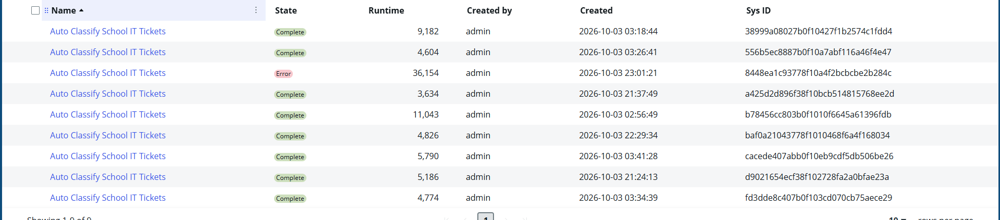 Name State Runtime Created by Created Sys ID
Auto Classify School IT Tickets Complete 9,182 admin 2026-10-03 03:18:44 38999a08027b0f10427f1b2574c1fdd4
Auto Classify School IT Tickets Complete 4,604 admin 2026-10-03 03:26:41 556b5ec8887b0f10a7abf116a46f4e47
Auto Classify School IT Tickets Error 36,154 admin 2026-10-03 23:01:21 8448ea1c93778f10a4f2bcbcbe2b284c
Auto Classify School IT Tickets Complete 3,634 admin 2026-10-03 21:37:49 a425d2d896f38f10bcb514815768ee2d
Auto Classify School IT Tickets Complete 11,043 admin 2026-10-03 02:56:49 b78456cc803b0f1010f6645a61396fdb
Auto Classify School IT Tickets Complete 4,826 admin 2026-10-03 22:29:34 baf0a21043778f1010468f6a4f168034
Auto Classify School IT Tickets Complete 5,790 admin 2026-10-03 03:41:28 cacede407abb0f10eb9cdf5db506be26
Auto Classify School IT Tickets Complete 5,186 admin 2026-10-03 21:24:13 d9021654ecf38f102728fa2a0bfae23a
Auto Classify School IT Tickets Complete 4,774 admin 2026-10-03 03:34:39 fd3dde8c407b0f103cd070cb75aece29
Showing 1-9 of 9 1 10 rows per page